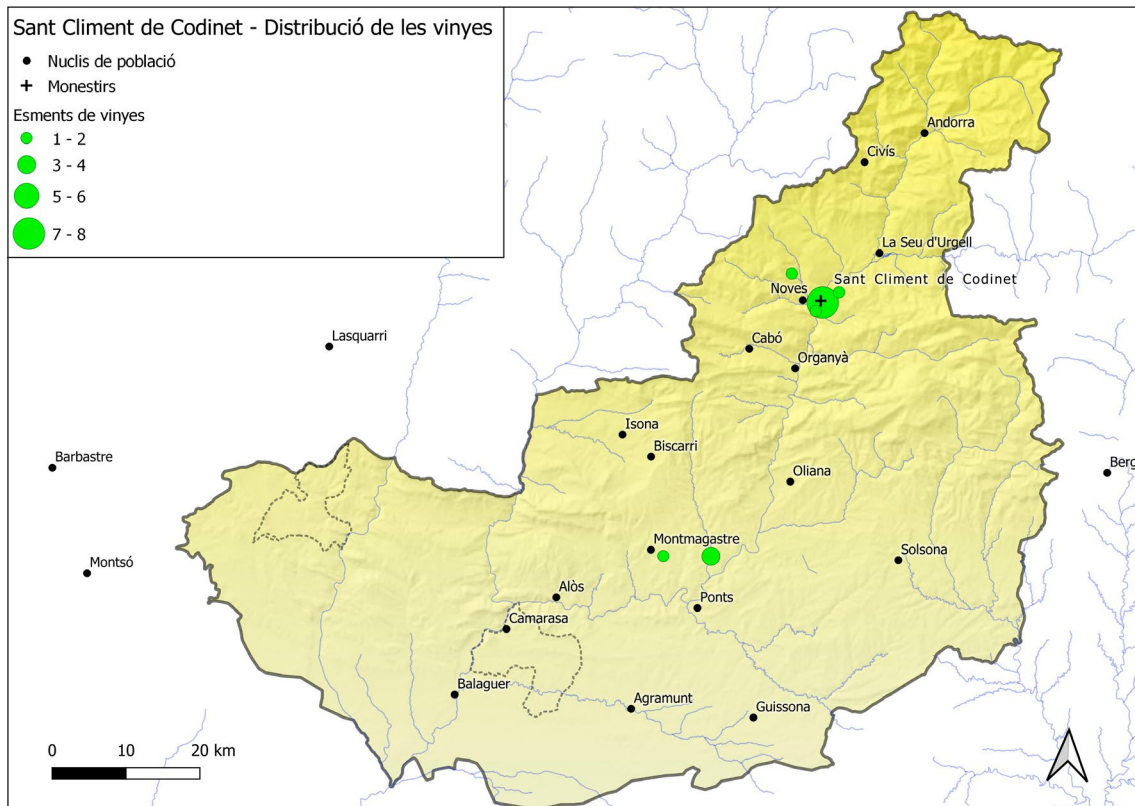 Sant Climent de Codinet - Distribució de les vinyes
Nuclis de població
Monestirs
Esments de vinyes
1 - 2
3 - 4
5 - 6
7 - 8
Andorra
Civís
La Seu d'Urgell
Sant Climent de Codinet
Noves
Lasquarri
Cabó
Organyà
Isona
Biscarri
Barbastre
Oliana
Berg
Montmagastre
Solsona
Montsó
Alòs
Ponts
Camarasa
Balaguer
Agramunt
Guissona
0 10 20 km